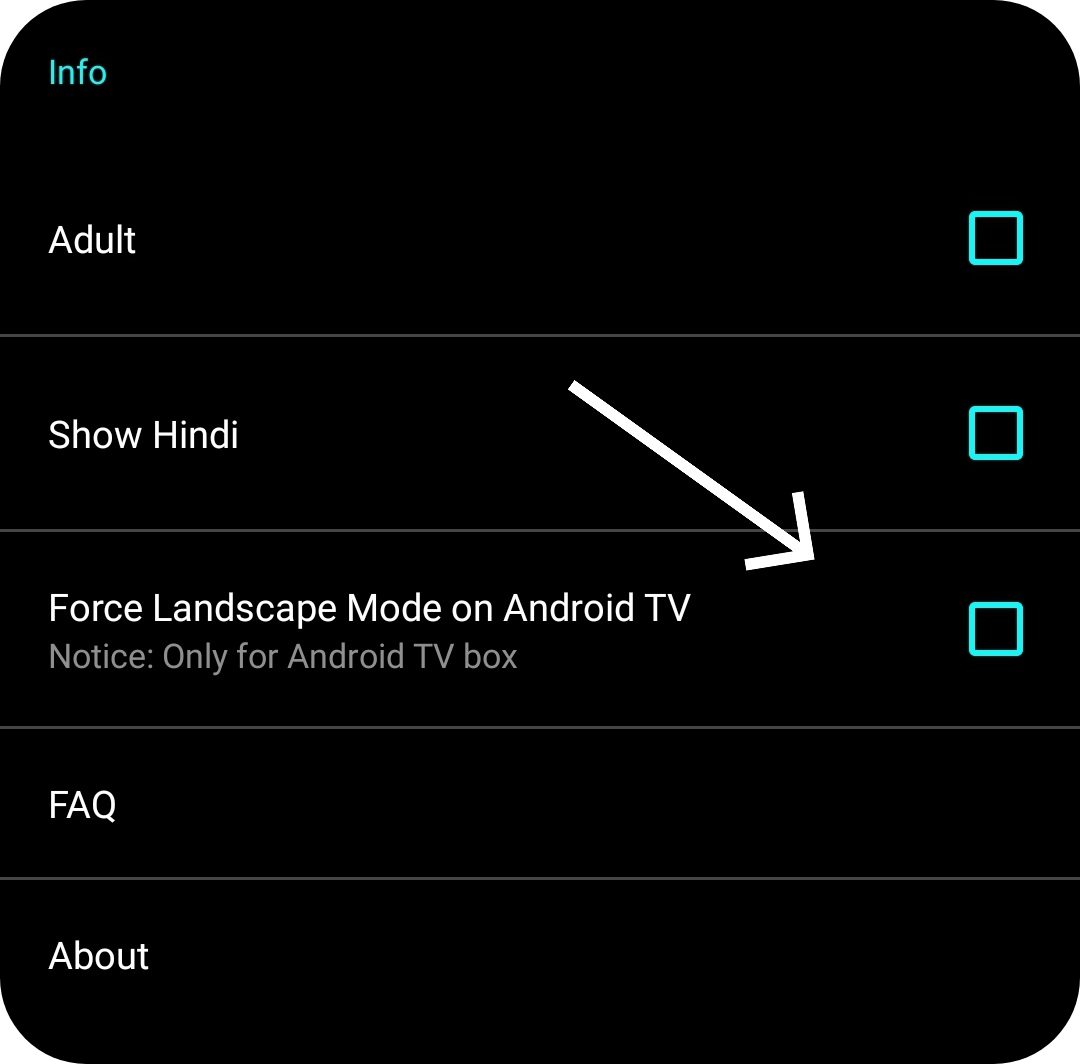 Info
Adult
Show Hindi
Force Landscape Mode on Android TV
Notice: Only for Android TV box
FAQ
About